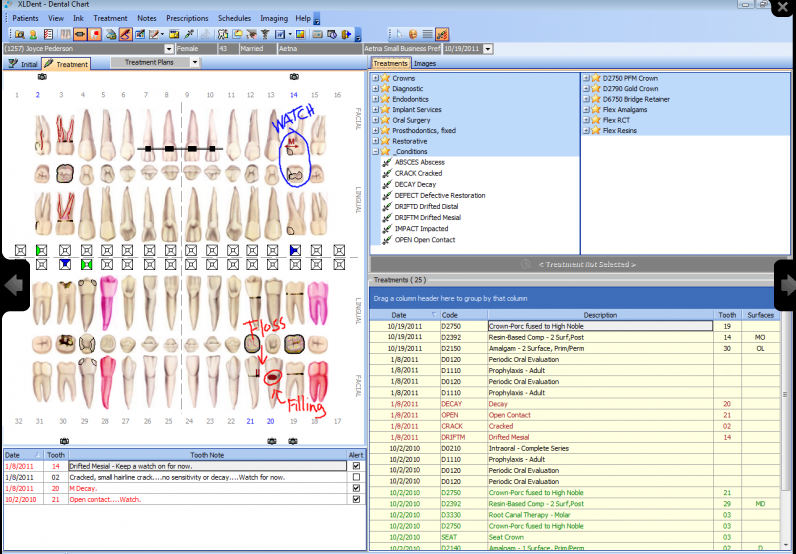 XLDent - Dental Chart
Patients View Ink Treatment Notes Prescriptions Schedules Imaging Help
(1257) Joyce Pederson Female 43 Married Aetna Aetna Small Business Pref 10/19/2011
Initial Treatment Treatment Plans
Treatments Images
1 2 3 4 5 6 7 8 9 10 11 12 13 14 15 16
FACIAL
WATCH
M
LINGUAL
LINGUAL
Floss
Filling
FACIAL
32 31 30 29 28 27 26 25 24 23 22 21 20 19 18 17
Crowns
Diagnostic
Endodontics
Implant Services
Oral Surgery
Prosthodontics, fixed
Restorative
_Conditions
ABSCES Abscess
CRACK Cracked
DECAY Decay
DEFECT Defective Restoration
DRIFTD Drifted Distal
DRIFTM Drifted Mesial
IMPACT Impacted
OPEN Open Contact
D2750 PFM Crown
D2790 Gold Crown
D6750 Bridge Retainer
Flex Amalgams
Flex RCT
Flex Resins
< Treatment Not Selected >
Treatments ( 25 )
Drag a column header here to group by that column
Date Code Description Tooth Surfaces
10/19/2011 D2750 Crown-Porc fused to High Noble 19
10/19/2011 D2392 Resin-Based Comp - 2 Surf,Post 14 MO
10/19/2011 D2150 Amalgam - 2 Surface, Prim/Perm 30 OL
1/8/2011 D0120 Periodic Oral Evaluation
1/8/2011 D1110 Prophylaxis - Adult
1/8/2011 D0120 Periodic Oral Evaluation
1/8/2011 D1110 Prophylaxis - Adult
1/8/2011 DECAY Decay 20
1/8/2011 OPEN Open Contact 21
1/8/2011 CRACK Cracked 02
1/8/2011 DRIFTM Drifted Mesial 14
10/2/2010 D0210 Intraoral - Complete Series
10/2/2010 D1110 Prophylaxis - Adult
10/2/2010 D0120 Periodic Oral Evaluation
10/2/2010 D0120 Periodic Oral Evaluation
10/2/2010 D2750 Crown-Porc fused to High Noble 21
10/2/2010 D2392 Resin-Based Comp - 2 Surf,Post 29 MD
10/2/2010 D3330 Root Canal Therapy - Molar 03
10/2/2010 D2750 Crown-Porc fused to High Noble 03
10/2/2010 SEAT Seat Crown 03
10/2/2010 D2140 Amalgam - 1 Surface, Prim/Perm 02 D
Date Tooth Tooth Note Alert
1/8/2011 14 Drifted Mesial - Keep a watch on for now.
1/8/2011 02 Cracked, small hairline crack....no sensitivity or decay....Watch for now.
1/8/2011 20 M Decay.
10/2/2010 21 Open contact....Watch.